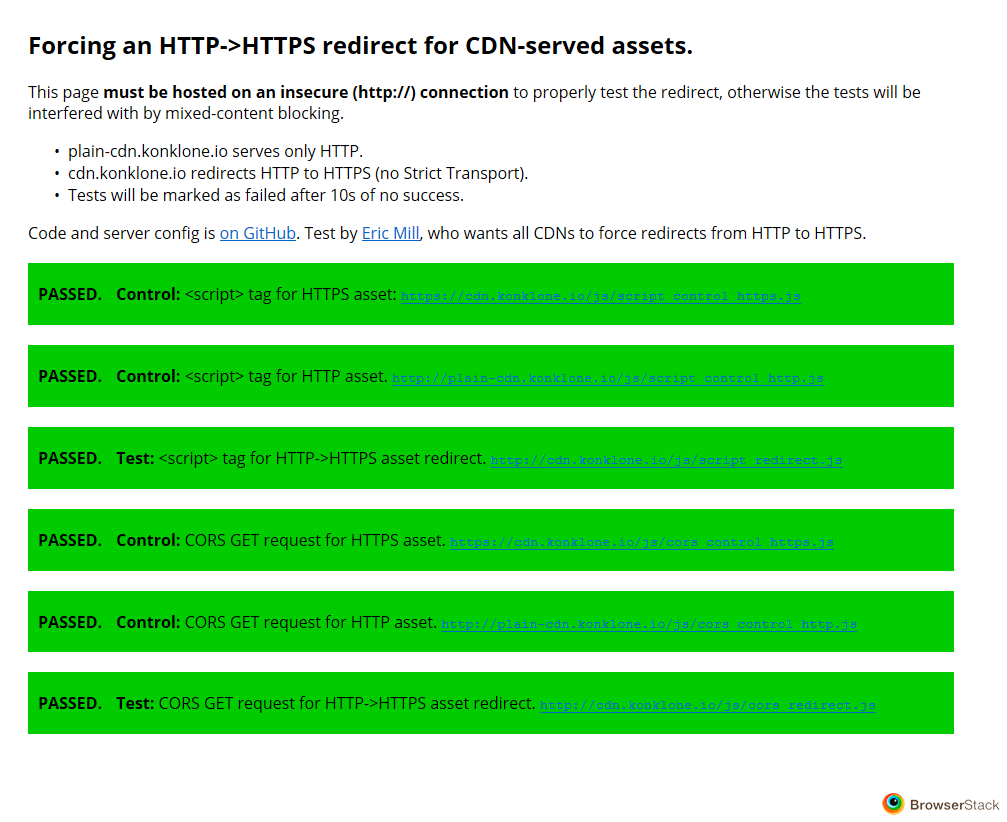 Forcing an HTTP->HTTPS redirect for CDN-served assets.
This page must be hosted on an insecure (http://) connection to properly test the redirect, otherwise the tests will be
interfered with by mixed-content blocking.
• plain-cdn.konklone.io serves only HTTP.
• cdn.konklone.io redirects HTTP to HTTPS (no Strict Transport).
• Tests will be marked as failed after 10s of no success.
Code and server config is on GitHub. Test by Eric Mill, who wants all CDNs to force redirects from HTTP to HTTPS.
PASSED. Control: <script> tag for HTTPS asset: https://cdn.konklone.io/js/script_control_https.js
PASSED. Control: <script> tag for HTTP asset. http://plain-cdn.konklone.io/js/script_control_http.js
PASSED. Test: <script> tag for HTTP->HTTPS asset redirect. http://cdn.konklone.io/js/script_redirect.js
PASSED. Control: CORS GET request for HTTPS asset. https://cdn.konklone.io/js/cors_control_https.js
PASSED. Control: CORS GET request for HTTP asset. http://plain-cdn.konklone.io/js/cors_control_http.js
PASSED. Test: CORS GET request for HTTP->HTTPS asset redirect. http://cdn.konklone.io/js/cors_redirect.js
BrowserStack